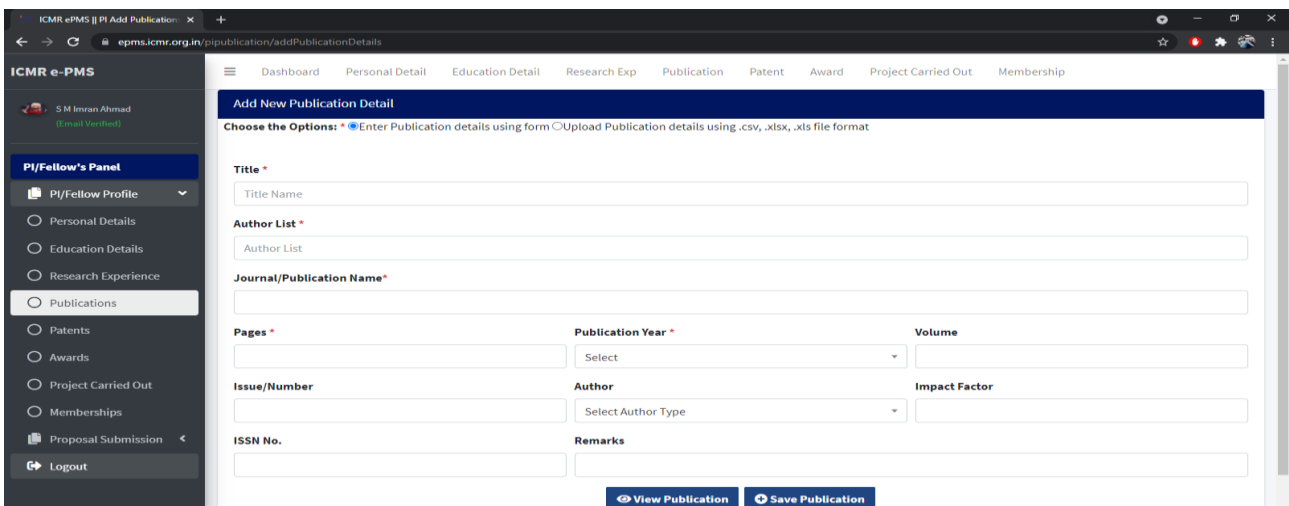 ICMR ePMS || PI Add Publication
epms.icmr.org.in/pipublication/addPublicationDetails
ICMR e-PMS
Dashboard Personal Detail Education Detail Research Exp Publication Patent Award Project Carried Out Membership
S M Imran Ahmad
(Email Verified)
PI/Fellow's Panel
PI/Fellow Profile
Personal Details
Education Details
Research Experience
Publications
Patents
Awards
Project Carried Out
Memberships
Proposal Submission
Logout
Add New Publication Detail
Choose the Options: * Enter Publication details using form Upload Publication details using .csv, .xlsx, .xls file format
Title *
Title Name
Author List *
Author List
Journal/Publication Name*
Pages * Publication Year * Volume
Select
Issue/Number Author Impact Factor
Select Author Type
ISSN No. Remarks
View Publication Save Publication